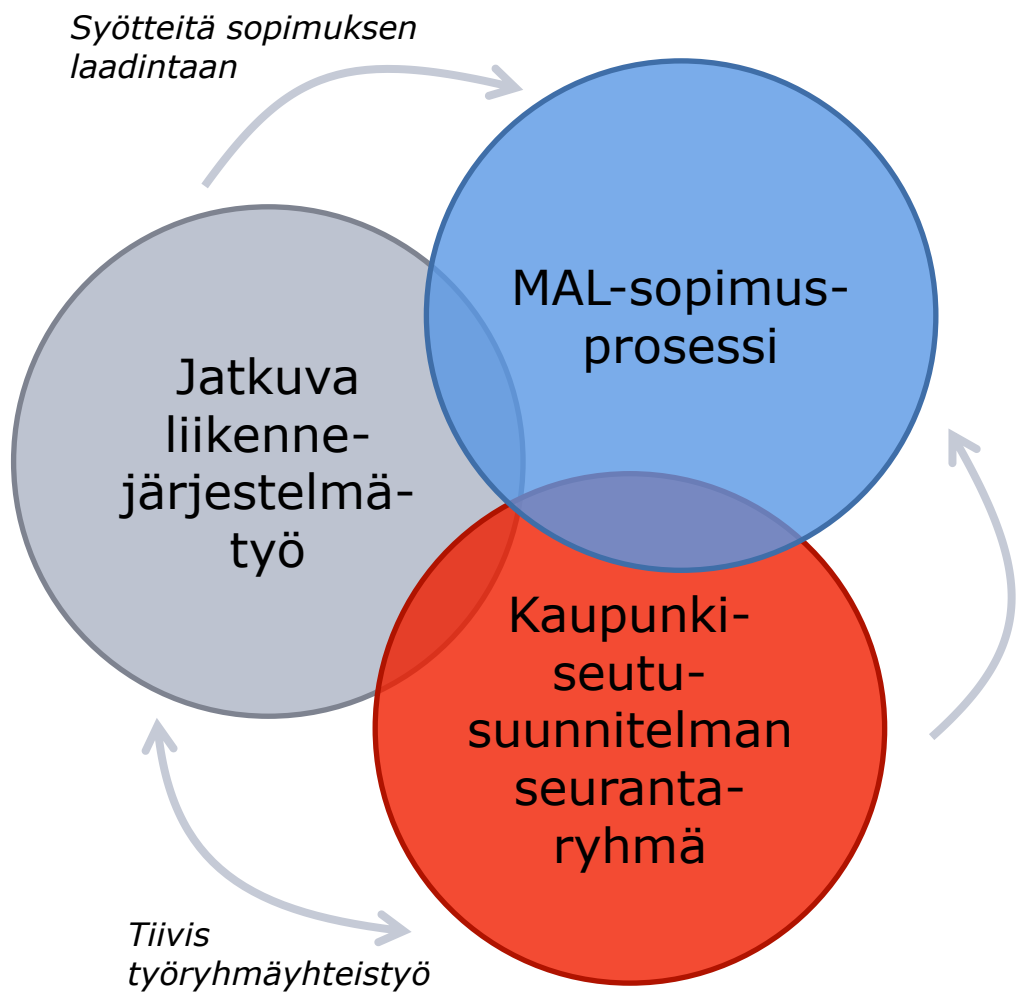 Syötteitä sopimuksen
laadintaan
MAL-sopimus-
prosessi
Jatkuva
liikenne-
järjestelmä-
työ
Kaupunki-
seutu-
suunnitelman
seuranta-
ryhmä
Tiivis
työryhmäyhteistyö